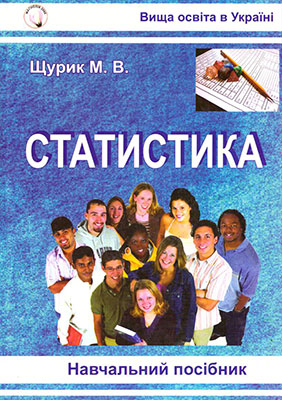 Вища освіта в Україні
Щурик М. В.
СТАТИСТИКА
Навчальний посібник